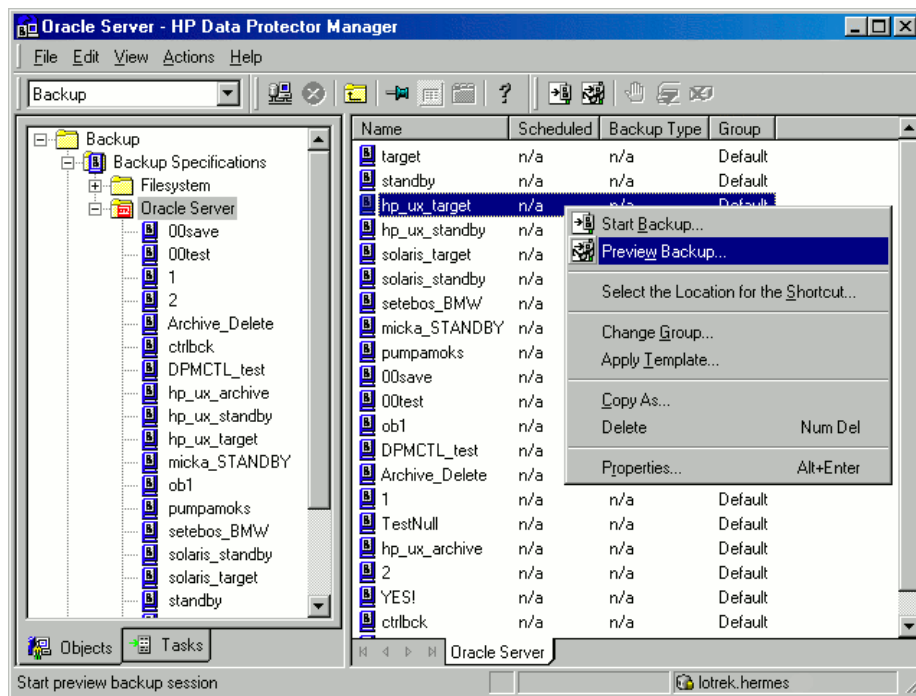 Oracle Server - HP Data Protector Manager
File Edit View Actions Help
Backup
Backup
Backup Specifications
Filesystem
Oracle Server
00save
00test
1
2
Archive_Delete
ctrlbck
DPMCTL_test
hp_ux_archive
hp_ux_standby
hp_ux_target
micka_STANDBY
ob1
pumpamoks
setebos_BMW
solaris_standby
solaris_target
standby
Objects Tasks
Name Scheduled Backup Type Group
target n/a n/a Default
standby n/a n/a Default
hp_ux_target n/a n/a Default
hp_ux_standby n/a
solaris_target n/a
solaris_standby n/a
setebos_BMW n/a
micka_STANDBY n/a
pumpamoks n/a
00save n/a
00test n/a
ob1 n/a
DPMCTL_test n/a
Archive_Delete n/a
1 n/a n/a Default
TestNull n/a n/a Default
hp_ux_archive n/a n/a Default
2 n/a n/a Default
YES! n/a n/a Default
ctrlbck n/a n/a Default
Start Backup...
Preview Backup...
Select the Location for the Shortcut...
Change Group...
Apply Template...
Copy As...
Delete Num Del
Properties... Alt+Enter
Oracle Server
Start preview backup session
lotrek.hermes